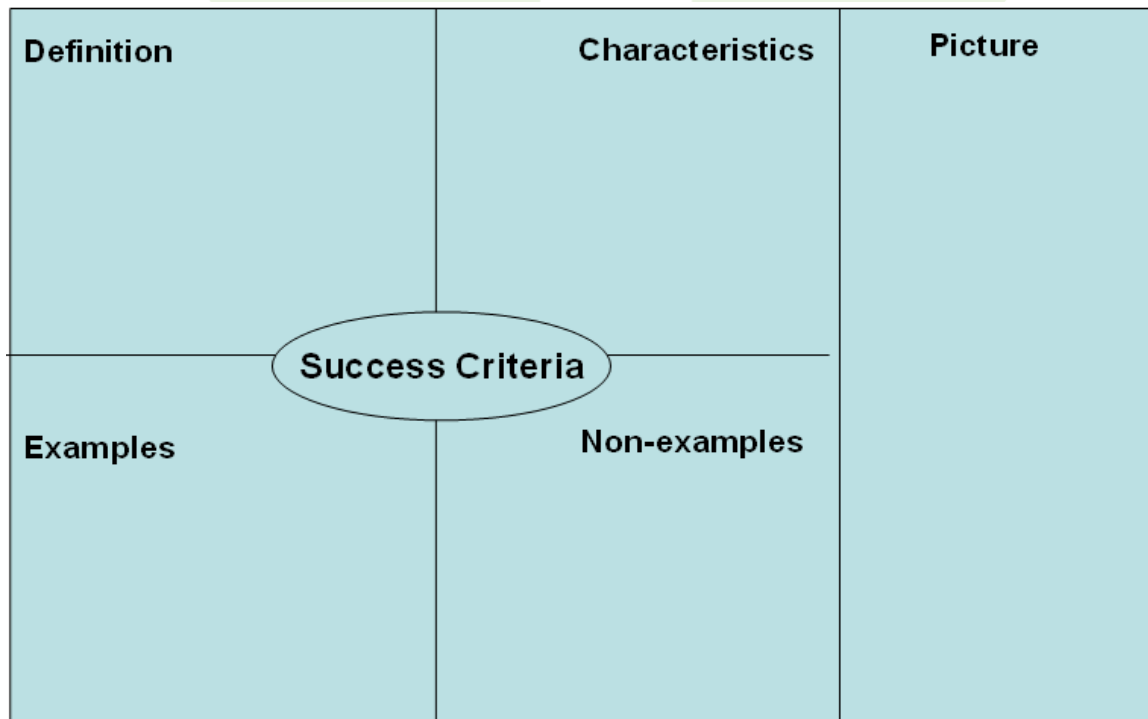 Definition
Characteristics
Picture
Success Criteria
Examples
Non-examples